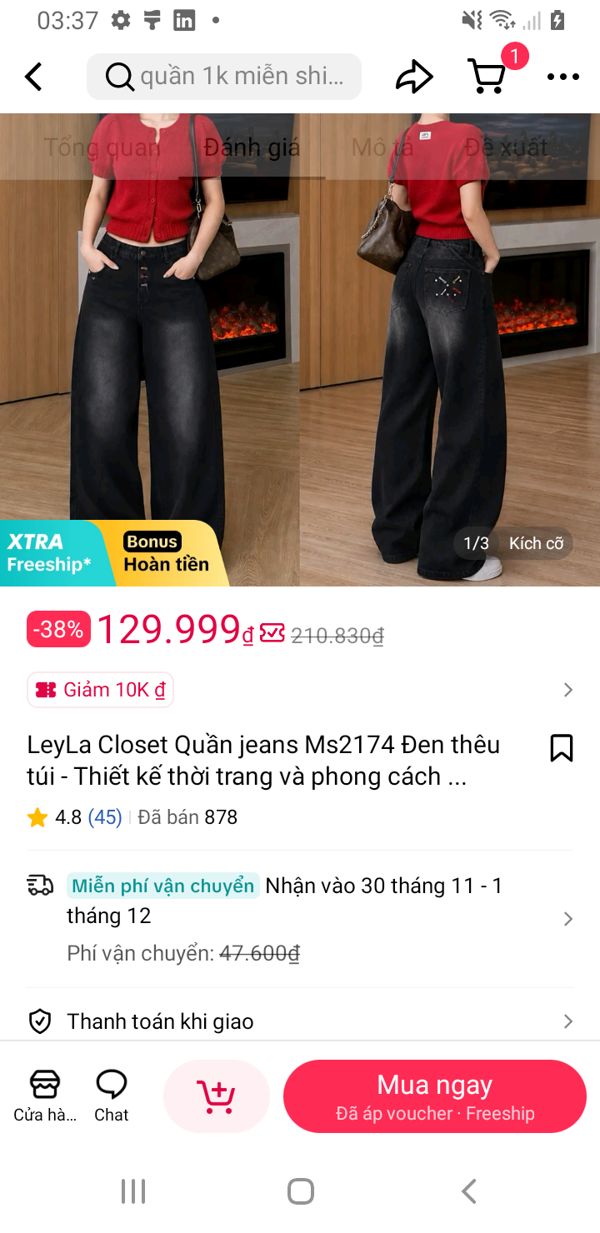 03:37
quần 1k miễn shi...
1
Tổng quan Đánh giá Mô tả Đề xuất
XTRA
Freeship*
Bonus
Hoàn tiền
1/3 Kích cỡ
-38% 129.999đ 210.830đ
Giảm 10K đ
LeyLa Closet Quần jeans Ms2174 Đen thêu
túi - Thiết kế thời trang và phong cách ...
4.8 (45) Đã bán 878
Miễn phí vận chuyển Nhận vào 30 tháng 11 - 1
tháng 12
Phí vận chuyển: 47.600đ
Thanh toán khi giao
Cửa hà... Chat
Mua ngay
Đã áp voucher · Freeship